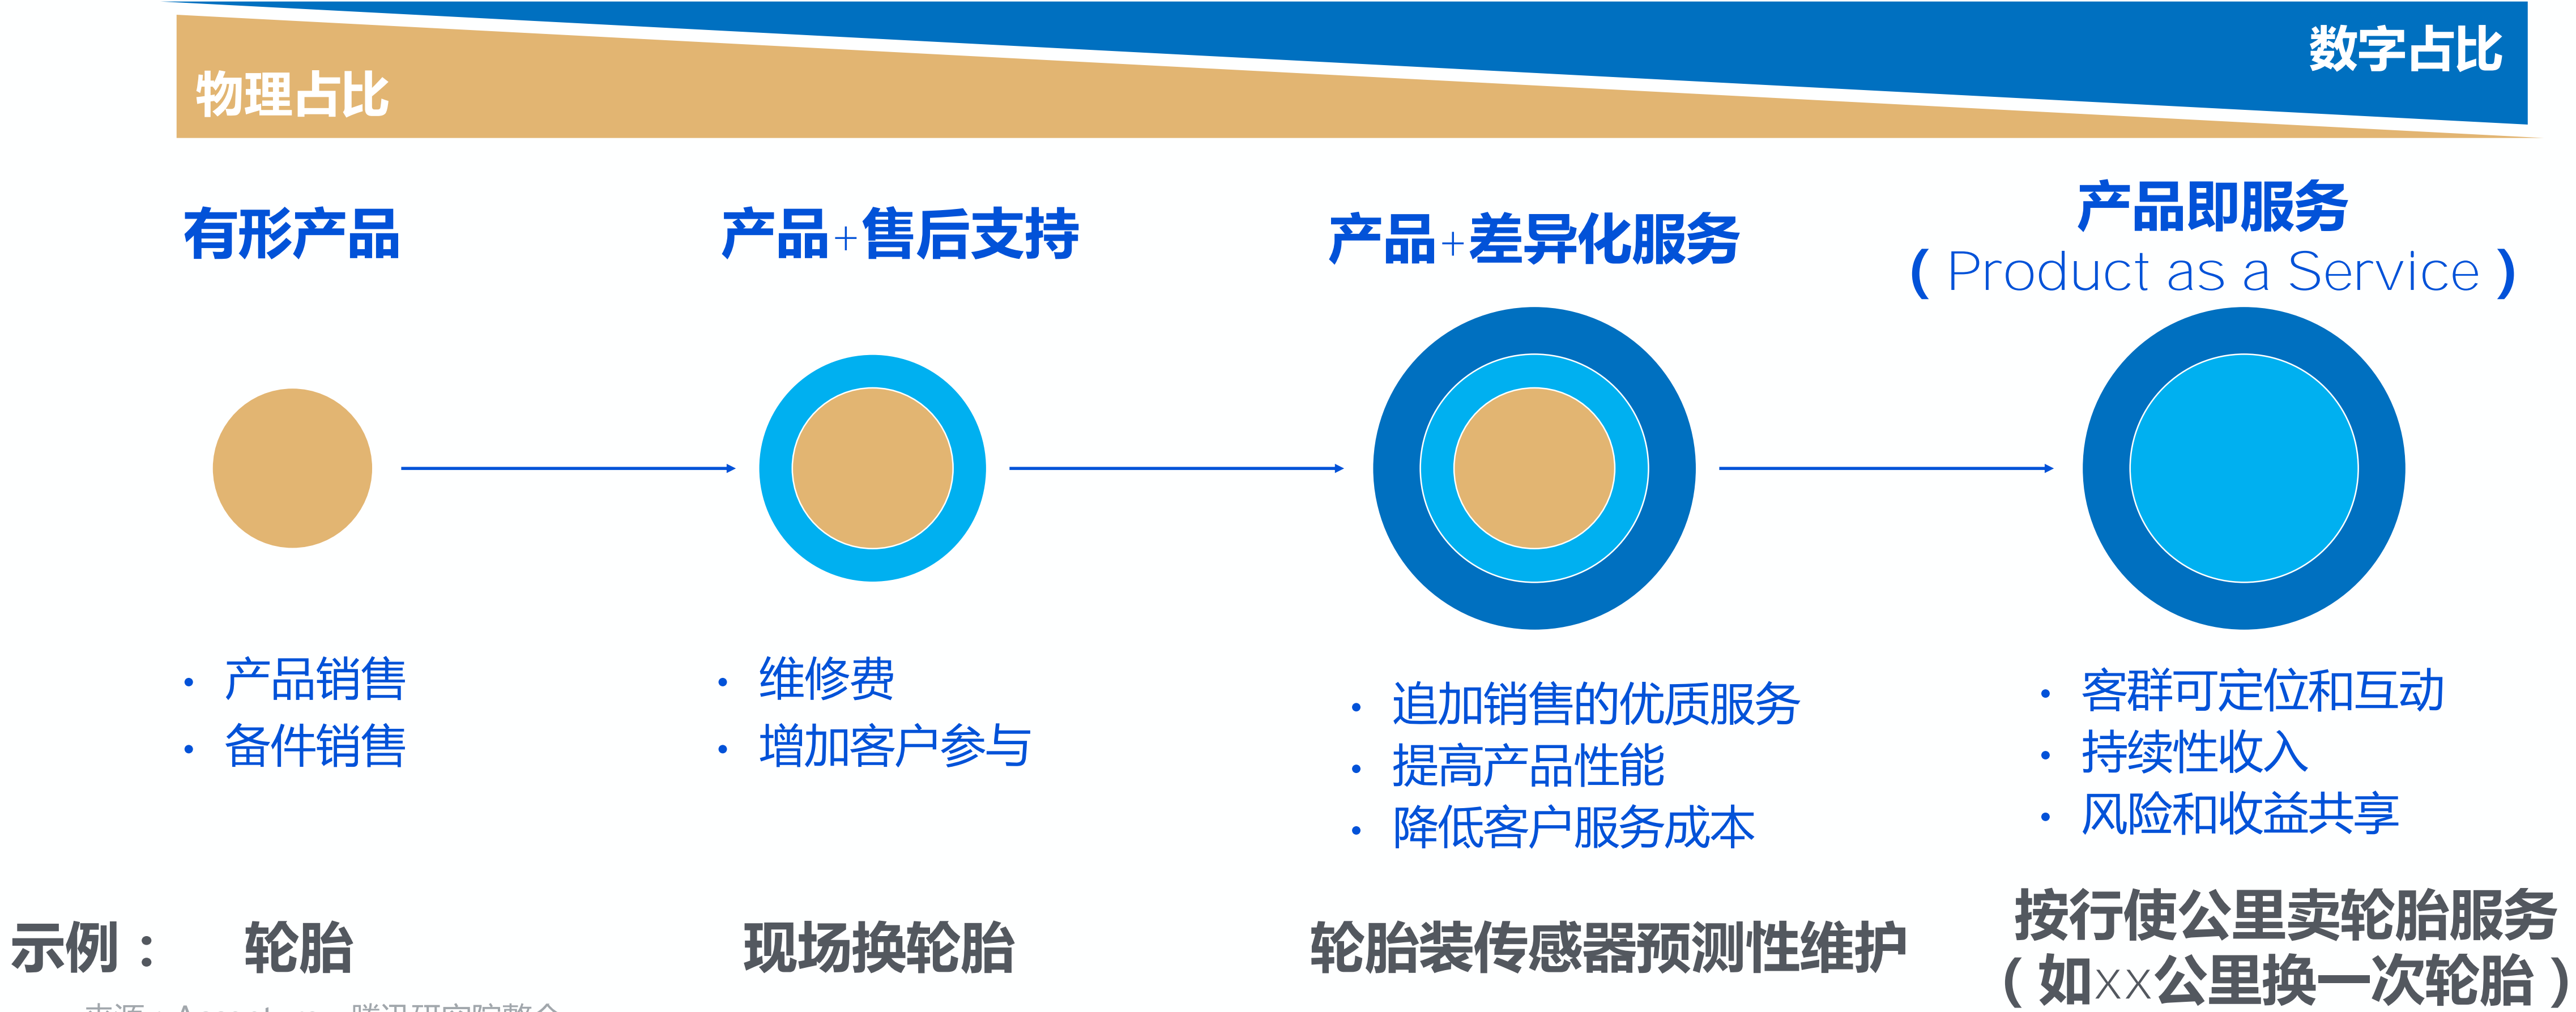 数字占比
物理占比
有形产品
产品+售后支持
产品+差异化服务
产品即服务
（Product as a Service）
• 产品销售
• 备件销售
• 维修费
• 增加客户参与
• 追加销售的优质服务
• 提高产品性能
• 降低客户服务成本
• 客群可定位和互动
• 持续性收入
• 风险和收益共享
示例：
轮胎
现场换轮胎
轮胎装传感器预测性维护
按行使公里卖轮胎服务
（如xx公里换一次轮胎）